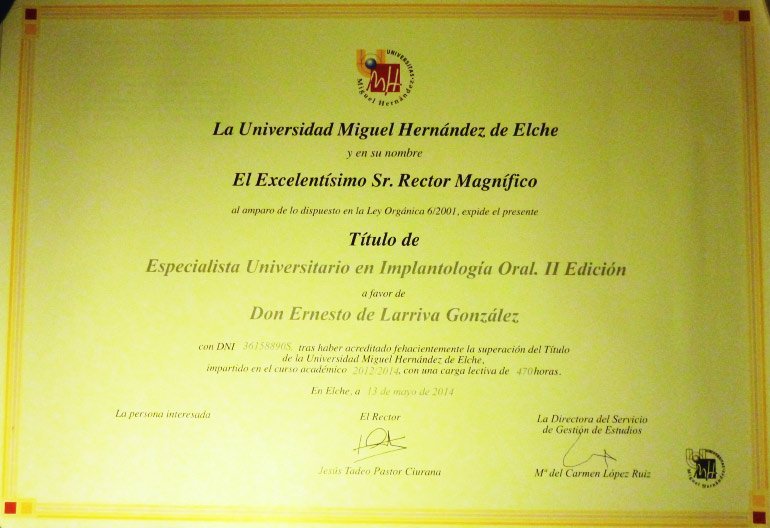 UNIVERSITAS
Miguel Hernández
La Universidad Miguel Hernández de Elche
y en su nombre
El Excelentísimo Sr. Rector Magnífico
al amparo de lo dispuesto en la Ley Orgánica 6/2001, expide el presente
Título de
Especialista Universitario en Implantología Oral. II Edición
a favor de
Don Ernesto de Larriva González
con DNI 36158890S, tras haber acreditado fehacientemente la superación del Título
de la Universidad Miguel Hernández de Elche,
impartido en el curso académico 2012/2014, con una carga lectiva de 470 horas.
En Elche, a 13 de mayo de 2014
La persona interesada
El Rector
La Directora del Servicio
de Gestión de Estudios
Jesús Tadeo Pastor Ciurana
Mª del Carmen López Ruiz